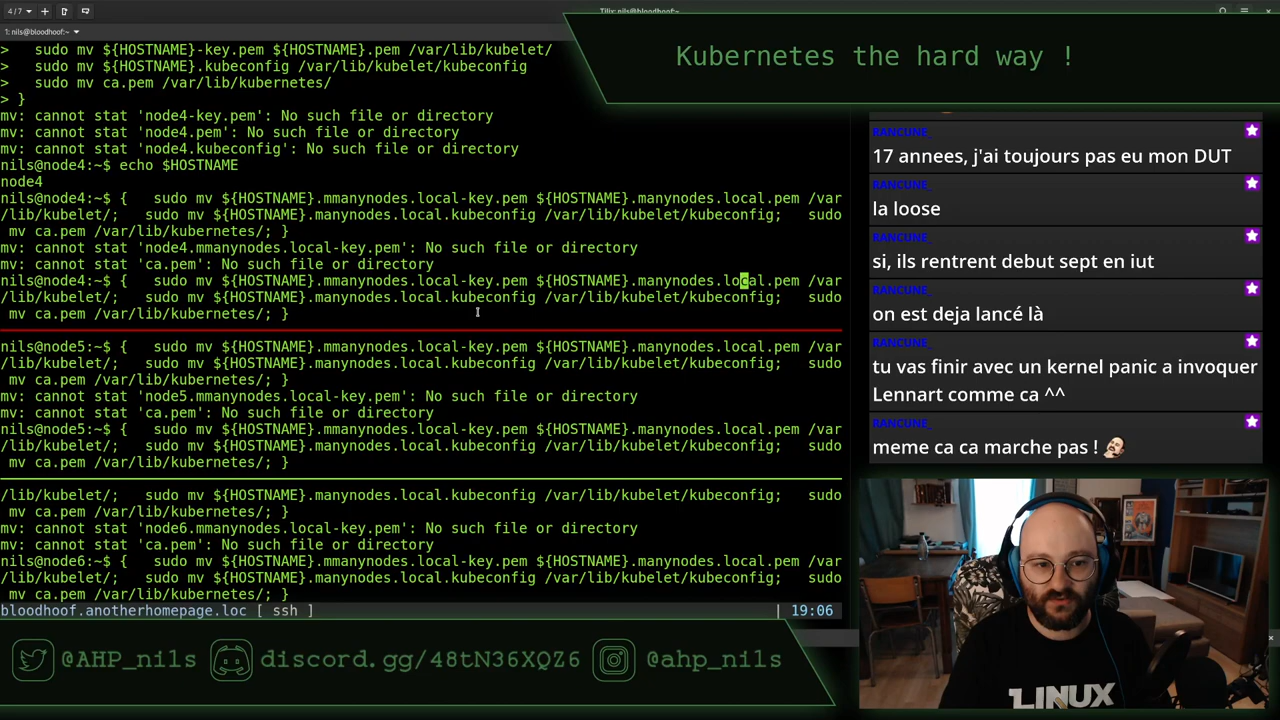 4 / 7
Tilix: nils@bloodhoof:~
1: nils@bloodhoof:~
Kubernetes the hard way !
>   sudo mv ${HOSTNAME}-key.pem ${HOSTNAME}.pem /var/lib/kubelet/
>   sudo mv ${HOSTNAME}.kubeconfig /var/lib/kubelet/kubeconfig
>   sudo mv ca.pem /var/lib/kubernetes/
> }
mv: cannot stat 'node4-key.pem': No such file or directory
mv: cannot stat 'node4.pem': No such file or directory
mv: cannot stat 'node4.kubeconfig': No such file or directory
nils@node4:~$ echo $HOSTNAME
node4
nils@node4:~$ {   sudo mv ${HOSTNAME}.mmanynodes.local-key.pem ${HOSTNAME}.manynodes.local.pem /var
/lib/kubelet/;   sudo mv ${HOSTNAME}.manynodes.local.kubeconfig /var/lib/kubelet/kubeconfig;   sudo
 mv ca.pem /var/lib/kubernetes/; }
mv: cannot stat 'node4.mmanynodes.local-key.pem': No such file or directory
mv: cannot stat 'ca.pem': No such file or directory
nils@node4:~$ {   sudo mv ${HOSTNAME}.mmanynodes.local-key.pem ${HOSTNAME}.manynodes.local.pem /var
/lib/kubelet/;   sudo mv ${HOSTNAME}.manynodes.local.kubeconfig /var/lib/kubelet/kubeconfig;   sudo
 mv ca.pem /var/lib/kubernetes/; }
nils@node5:~$ {   sudo mv ${HOSTNAME}.mmanynodes.local-key.pem ${HOSTNAME}.manynodes.local.pem /var
/lib/kubelet/;   sudo mv ${HOSTNAME}.manynodes.local.kubeconfig /var/lib/kubelet/kubeconfig;   sudo
 mv ca.pem /var/lib/kubernetes/; }
mv: cannot stat 'node5.mmanynodes.local-key.pem': No such file or directory
mv: cannot stat 'ca.pem': No such file or directory
nils@node5:~$ {   sudo mv ${HOSTNAME}.mmanynodes.local-key.pem ${HOSTNAME}.manynodes.local.pem /var
/lib/kubelet/;   sudo mv ${HOSTNAME}.manynodes.local.kubeconfig /var/lib/kubelet/kubeconfig;   sudo
 mv ca.pem /var/lib/kubernetes/; }
/lib/kubelet/;   sudo mv ${HOSTNAME}.manynodes.local.kubeconfig /var/lib/kubelet/kubeconfig;   sudo
 mv ca.pem /var/lib/kubernetes/; }
mv: cannot stat 'node6.mmanynodes.local-key.pem': No such file or directory
mv: cannot stat 'ca.pem': No such file or directory
nils@node6:~$ {   sudo mv ${HOSTNAME}.mmanynodes.local-key.pem ${HOSTNAME}.manynodes.local.pem /var
/lib/kubelet/;   sudo mv ${HOSTNAME}.manynodes.local.kubeconfig /var/lib/kubelet/kubeconfig;   sudo
 mv ca.pem /var/lib/kubernetes/; }
bloodhoof.anotherhomepage.loc [ ssh ] | 19:06
RANCUNE_
17 annees, j'ai toujours pas eu mon DUT
RANCUNE_
la loose
RANCUNE_
si, ils rentrent debut sept en iut
RANCUNE_
on est deja lancé là
RANCUNE_
tu vas finir avec un kernel panic a invoquer
Lennart comme ca ^^
RANCUNE_
meme ca ca marche pas !
LINUX
@AHP_nils
discord.gg/48tN36XQZ6
@ahp_nils